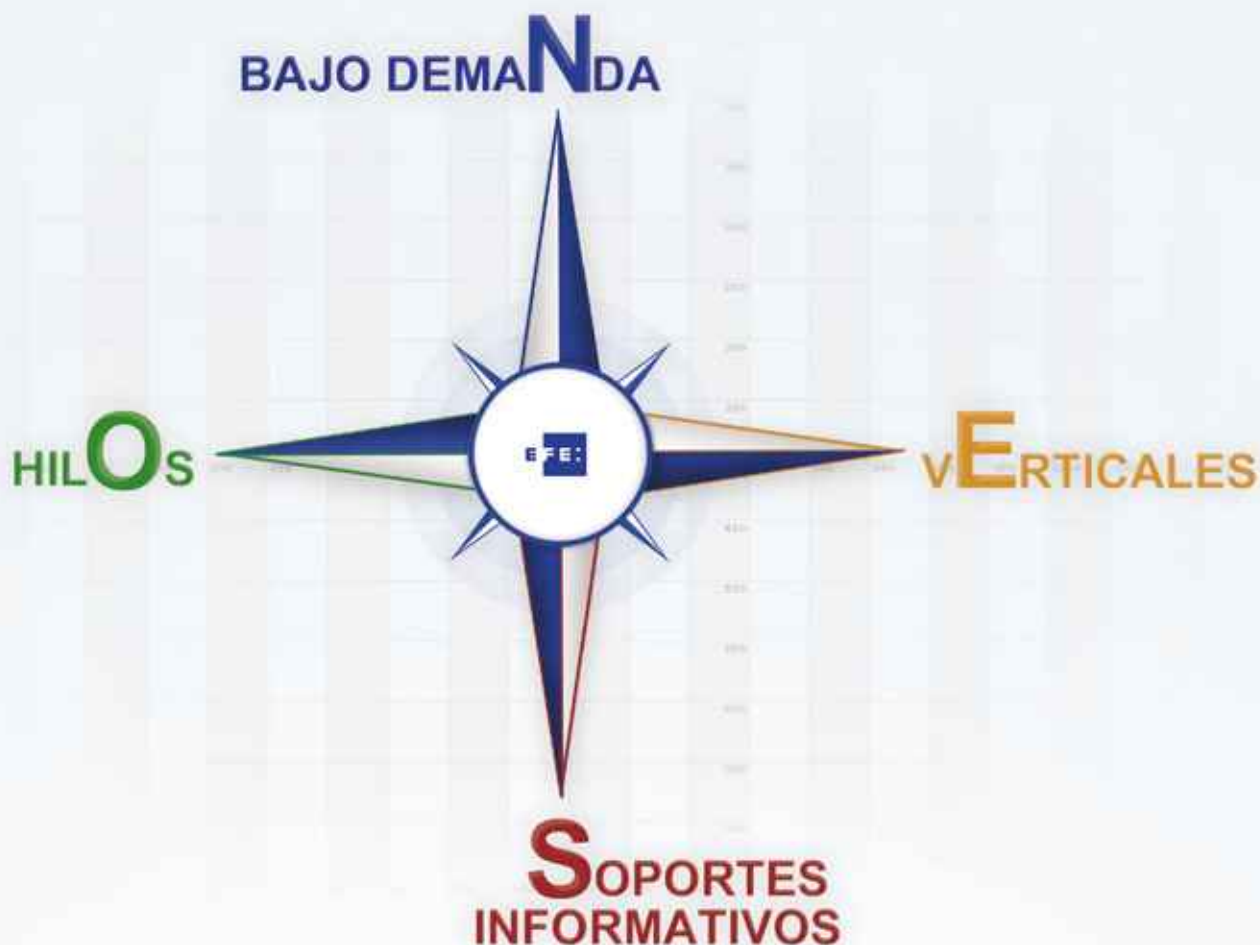 BAJO DEMANDA
HILOS
EFE:
VERTICALES
SOPORTES
INFORMATIVOS